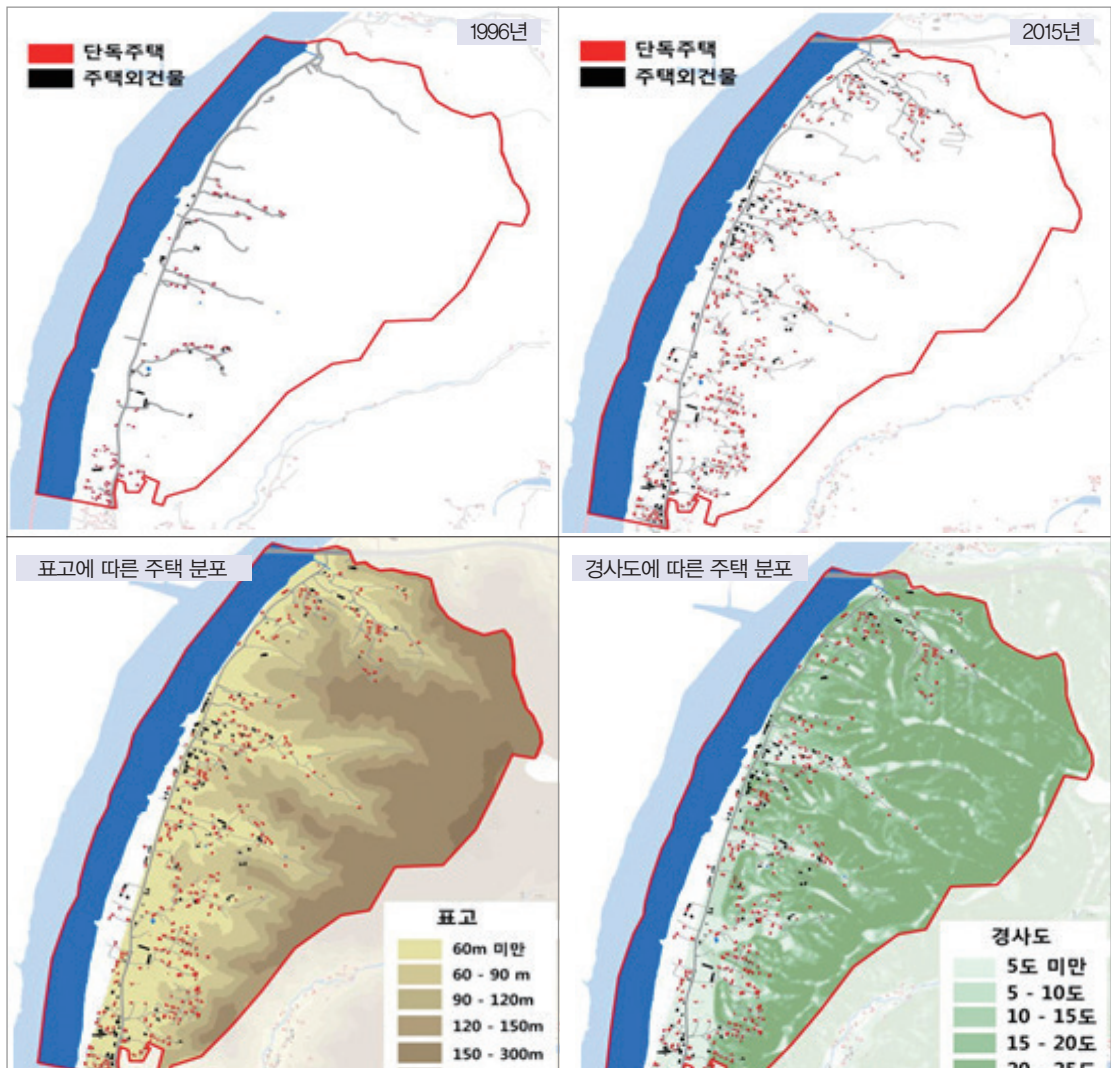 1996년
단독주택
주택외건물
2015년
단독주택
주택외건물
표고에 따른 주택 분포
표고
60m 미만
60 - 90 m
90 - 120m
120 - 150m
150 - 300m
경사도에 따른 주택 분포
경사도
5도 미만
5 - 10도
10 - 15도
15 - 20도
20 - 25도